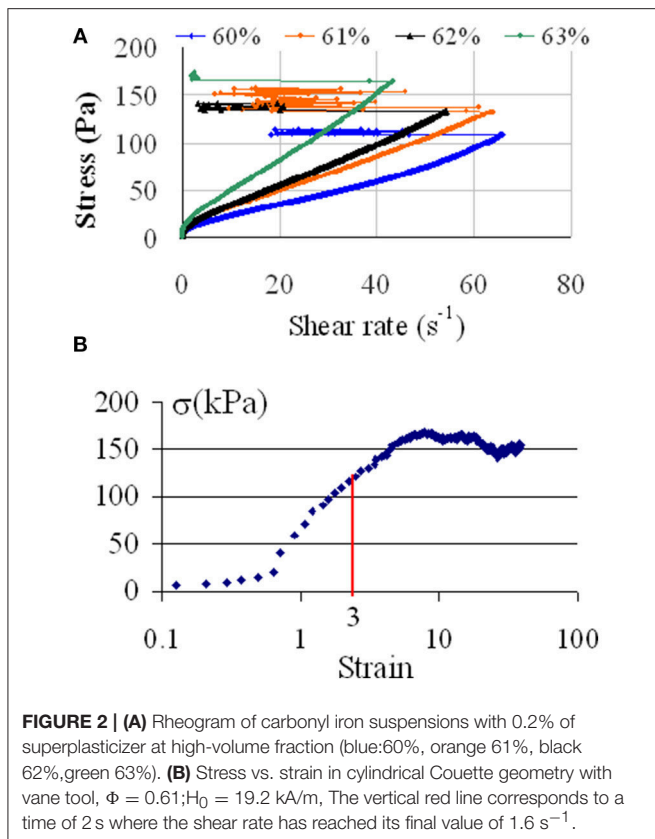 A
60% 61% 62% 63%
200
150
100
50
0
Stress (Pa)
0 20 40 60 80
Shear rate (s-1)
B
200
150
100
50
0
σ(kPa)
3
0.1 1 10 100
Strain
FIGURE 2 | (A) Rheogram of carbonyl iron suspensions with 0.2% of
superplasticizer at high-volume fraction (blue:60%, orange 61%, black
62%,green 63%). (B) Stress vs. strain in cylindrical Couette geometry with
vane tool, Φ = 0.61;H0 = 19.2 kA/m, The vertical red line corresponds to a
time of 2 s where the shear rate has reached its final value of 1.6 s−1.